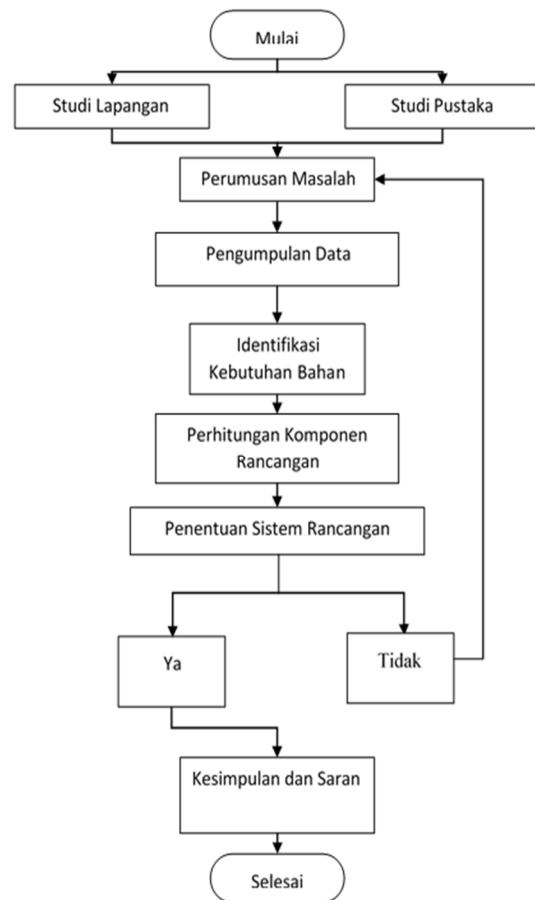 Mulai
Studi Lapangan
Studi Pustaka
Perumusan Masalah
Pengumpulan Data
Identifikasi
Kebutuhan Bahan
Perhitungan Komponen
Rancangan
Penentuan Sistem Rancangan
Ya
Tidak
Kesimpulan dan Saran
Selesai